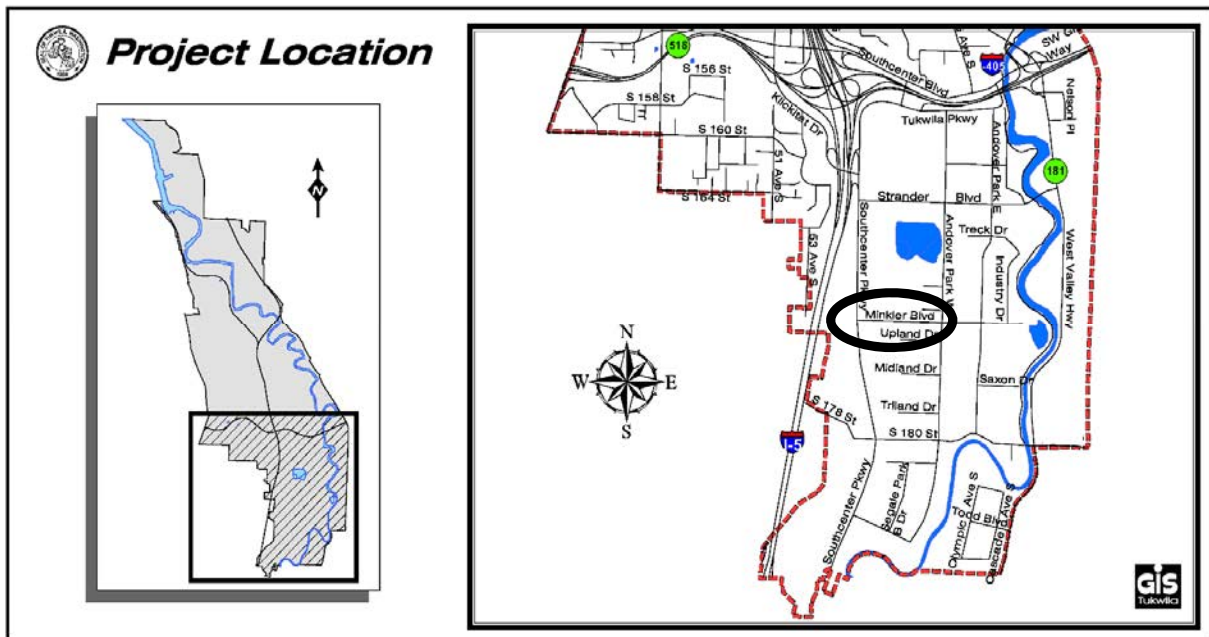 Project Location
N
518
S 156 St
S 158 St
Klickitat Dr
Southcenter Blvd
I-405
SW Gr
Way
Ave S
Nelson Pl
Tukwila Pkwy
S 160 St
51 Ave S
181
S 164 St
Strander Blvd
Andover Park E
53 Ave S
Southcenter Pkwy
Andover Park W
Treck Dr
Industry Dr
West Valley Hwy
Minkler Blvd
Upland Dr
N
W E
S
Midland Dr
Saxon Dr
S 178 St
Triland Dr
S 180 St
I-5
Southcenter Pkwy
Segale Park
B Dr
Olympic Ave S
Todd Blvd
Cascade Ave S
GIS
Tukwila